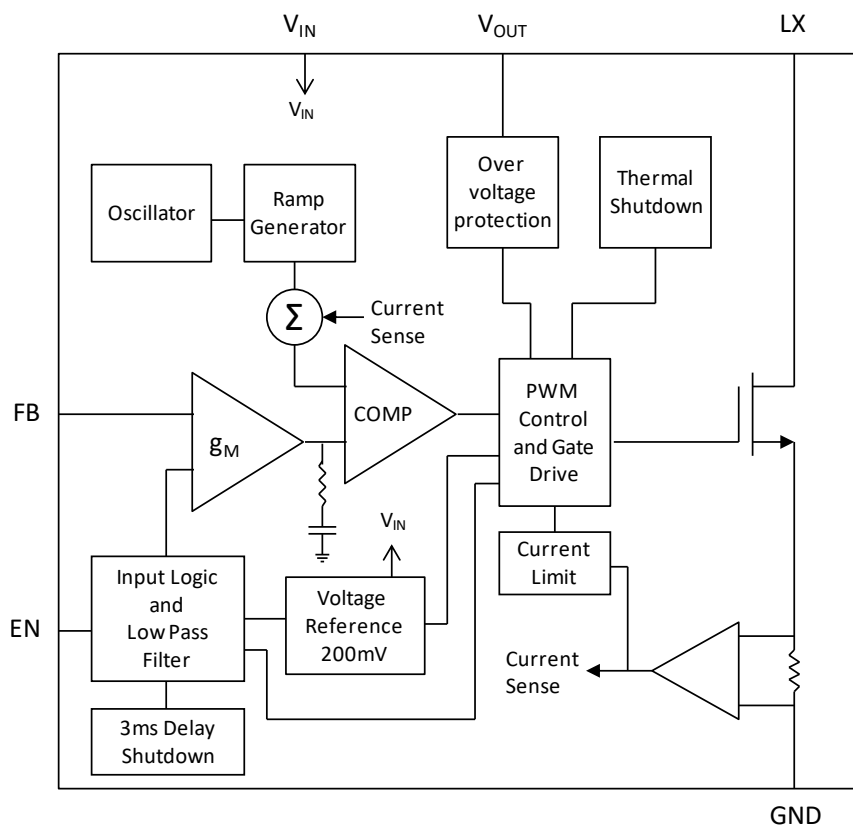 VIN
VOUT
LX
VIN
Over
voltage
protection
Thermal
Shutdown
Oscillator
Ramp
Generator
Σ
Current
Sense
FB
gM
COMP
PWM
Control
and Gate
Drive
VIN
EN
Input Logic
and
Low Pass
Filter
Voltage
Reference
200mV
Current
Limit
Current
Sense
3ms Delay
Shutdown
GND